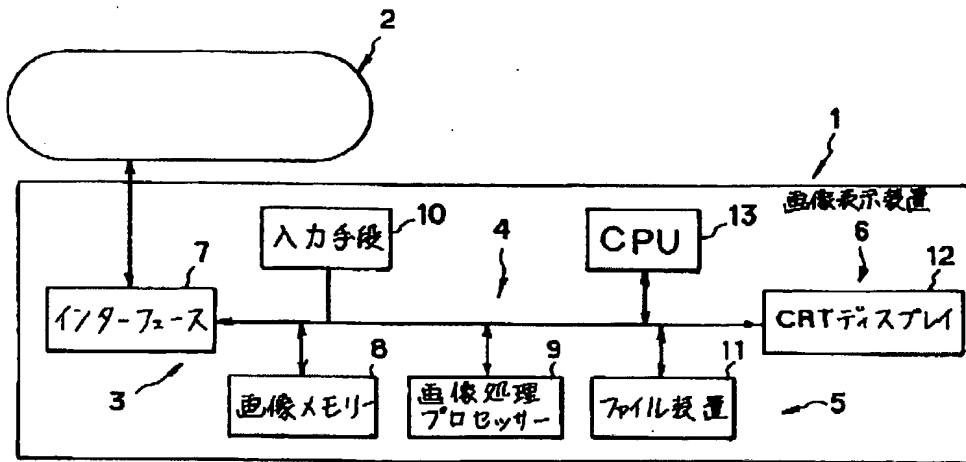 2
1
画像表示装置
10
入力手段
4
CPU
13
6
12
7
インターフェース
CRTディスプレイ
3
8
画像メモリー
9
画像処理
プロセッサー
11
ファイル装置
5